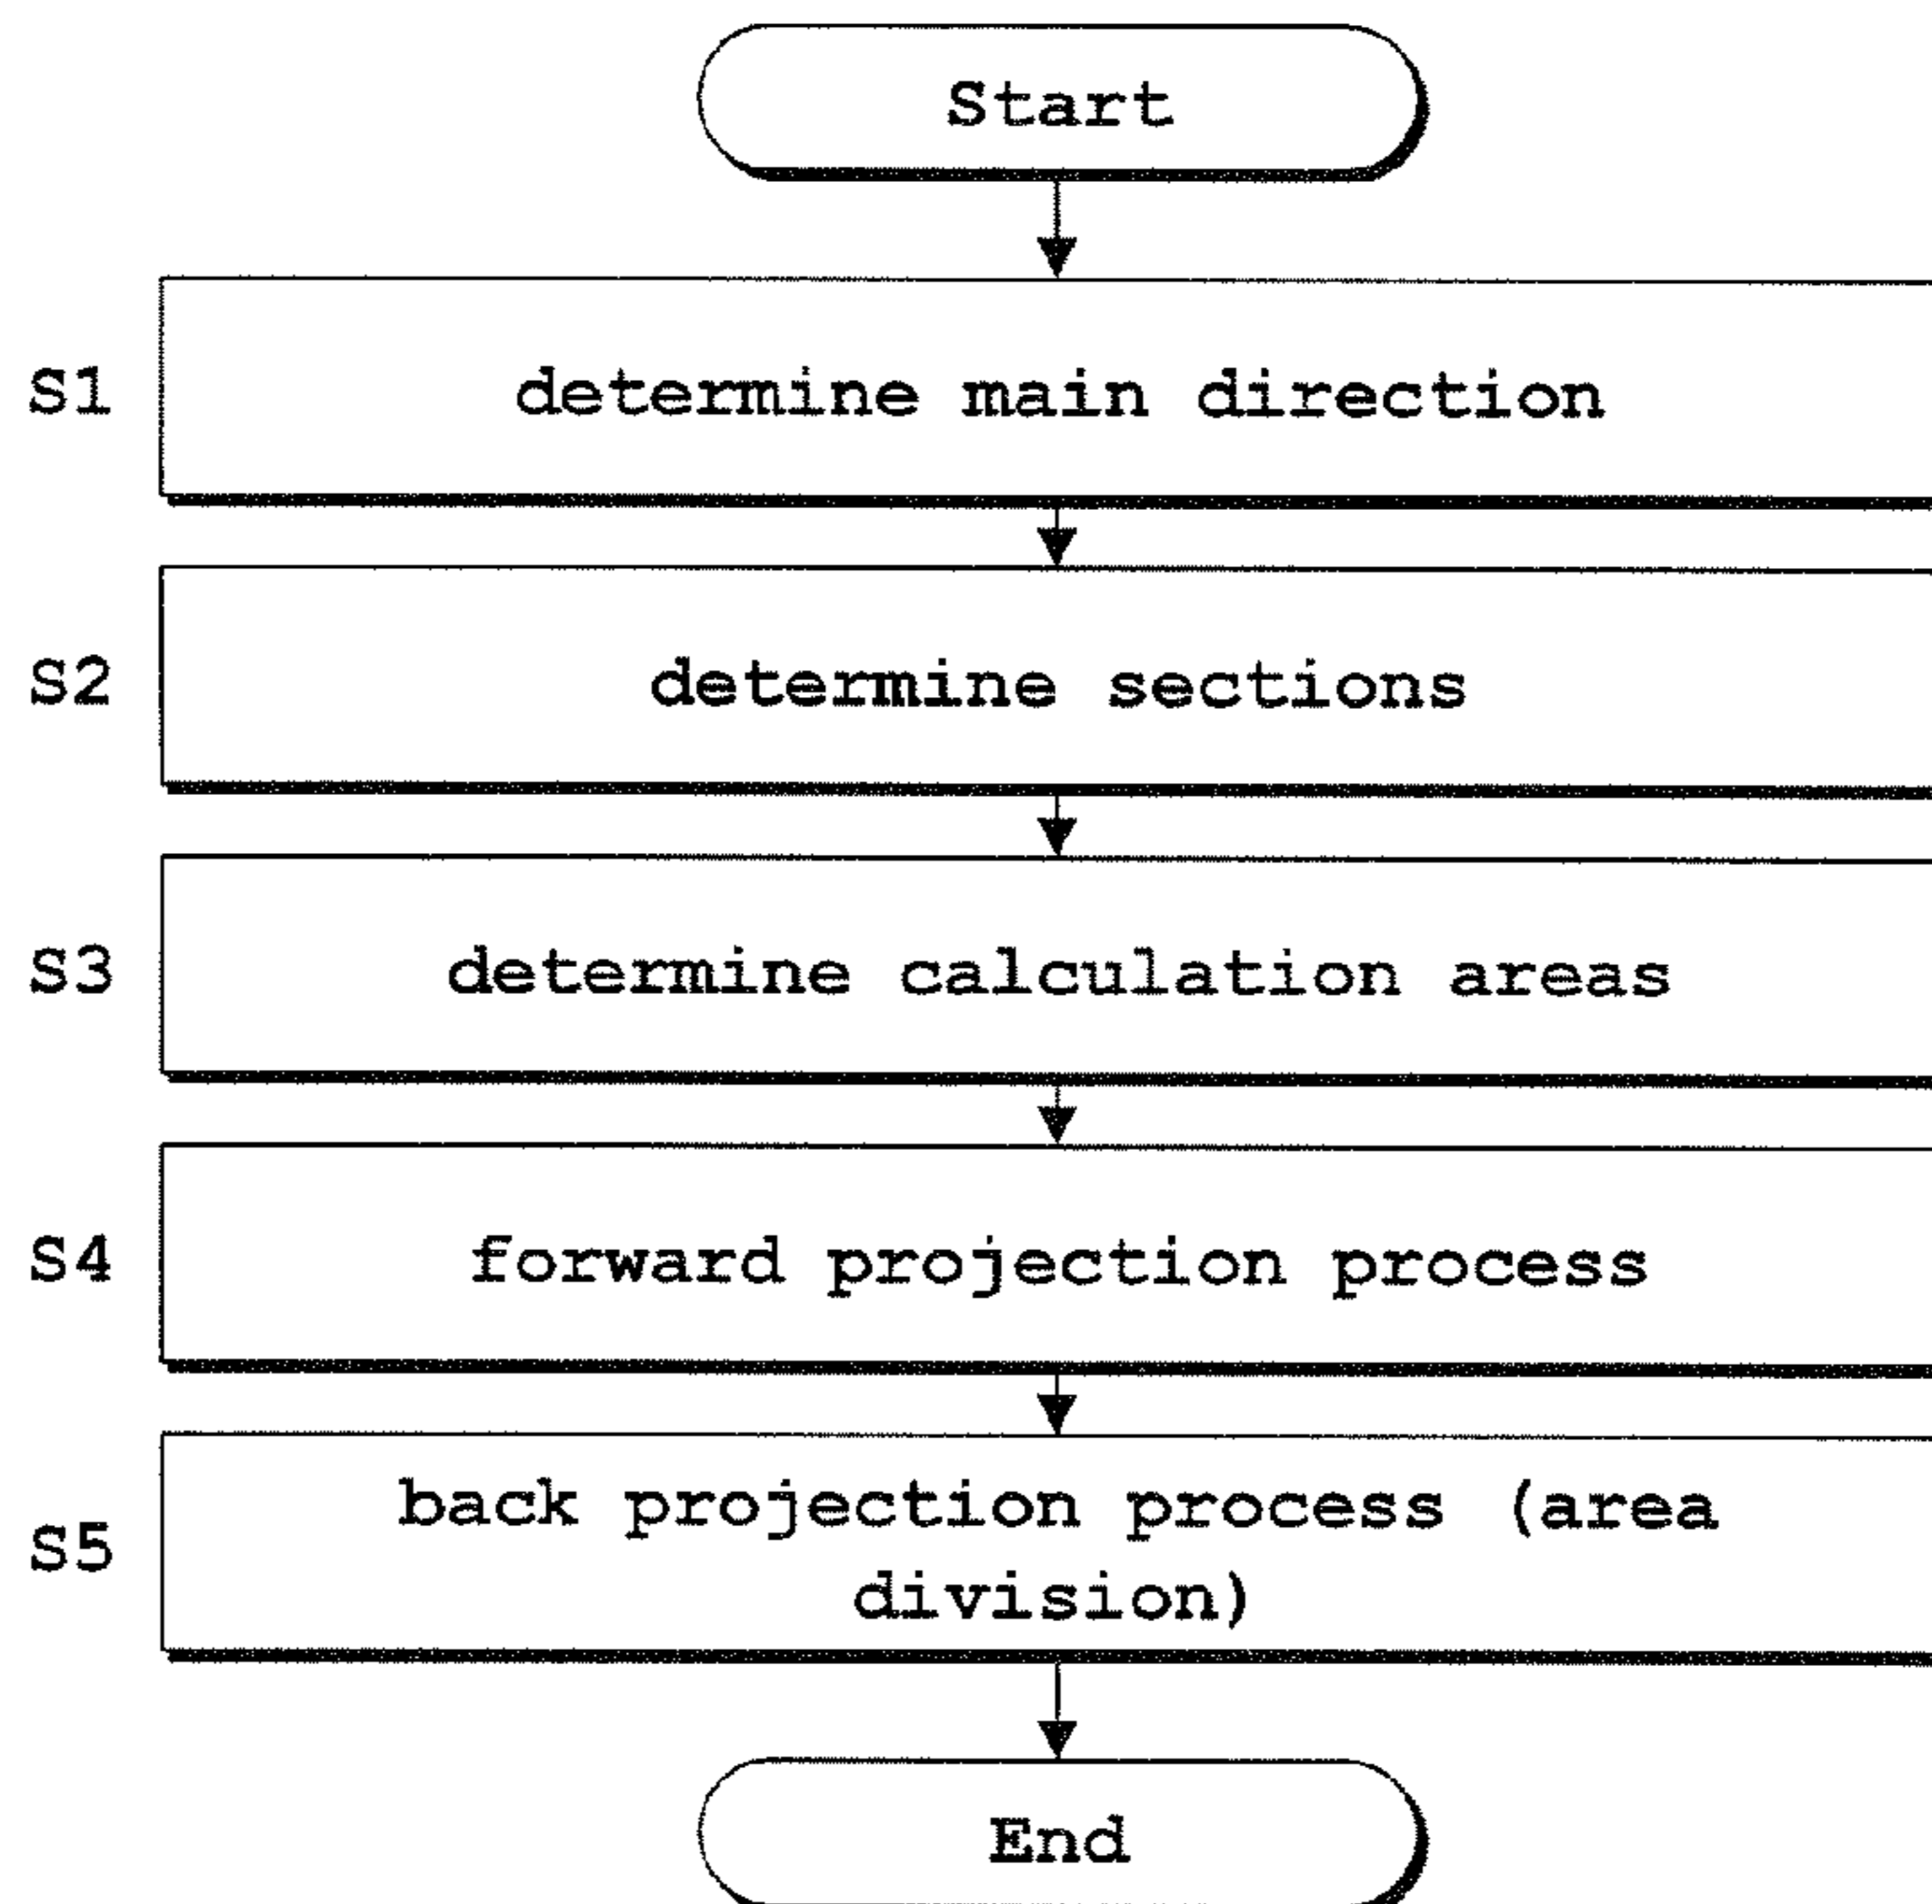 Start
S1 determine main direction
S2 determine sections
S3 determine calculation areas
S4 forward projection process
S5 back projection process (area
division)
End